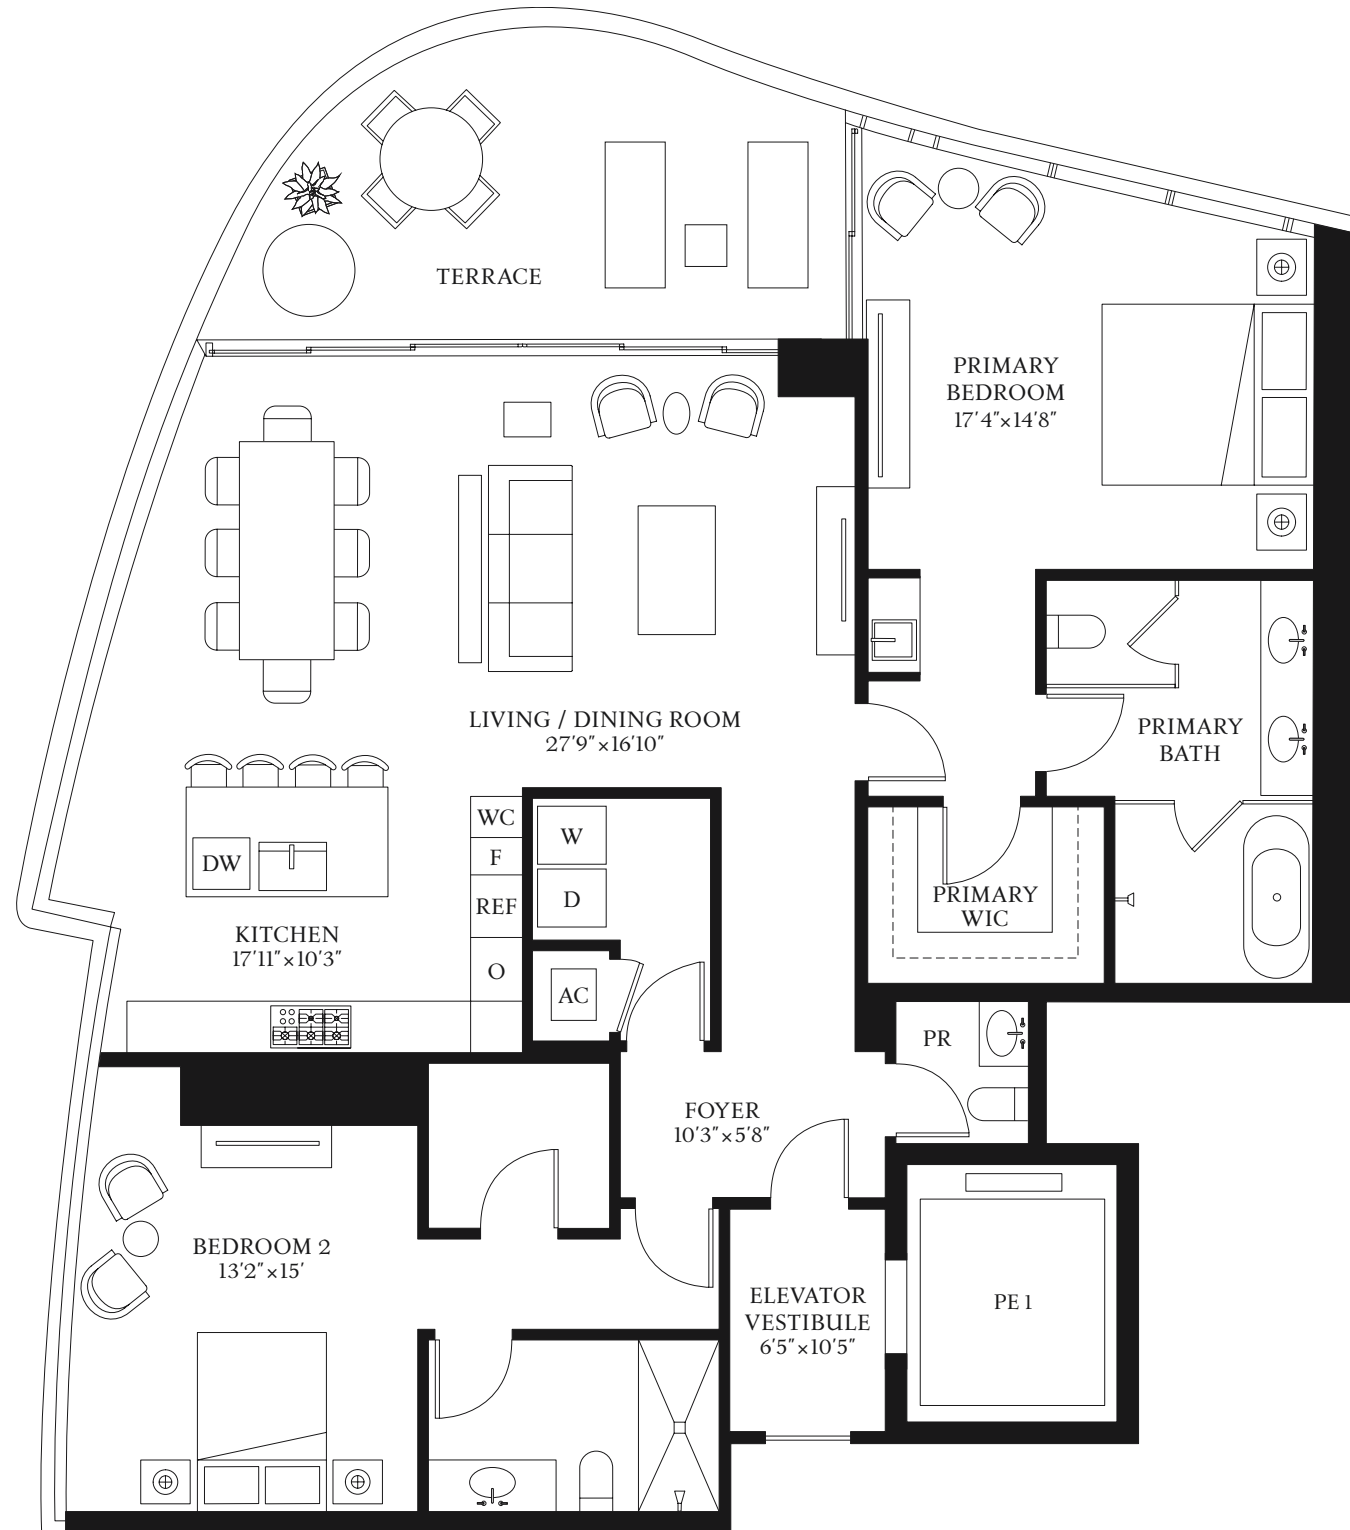 TERRACE
PRIMARY
BEDROOM
17'4"×14'8"
LIVING / DINING ROOM
27'9"×16'10"
PRIMARY
BATH
WC
F
REF
O
W
D
AC
DW
KITCHEN
17'11"×10'3"
PRIMARY
WIC
PR
FOYER
10'3"×5'8"
BEDROOM 2
13'2"×15'
ELEVATOR
VESTIBULE
6'5"×10'5"
PE 1